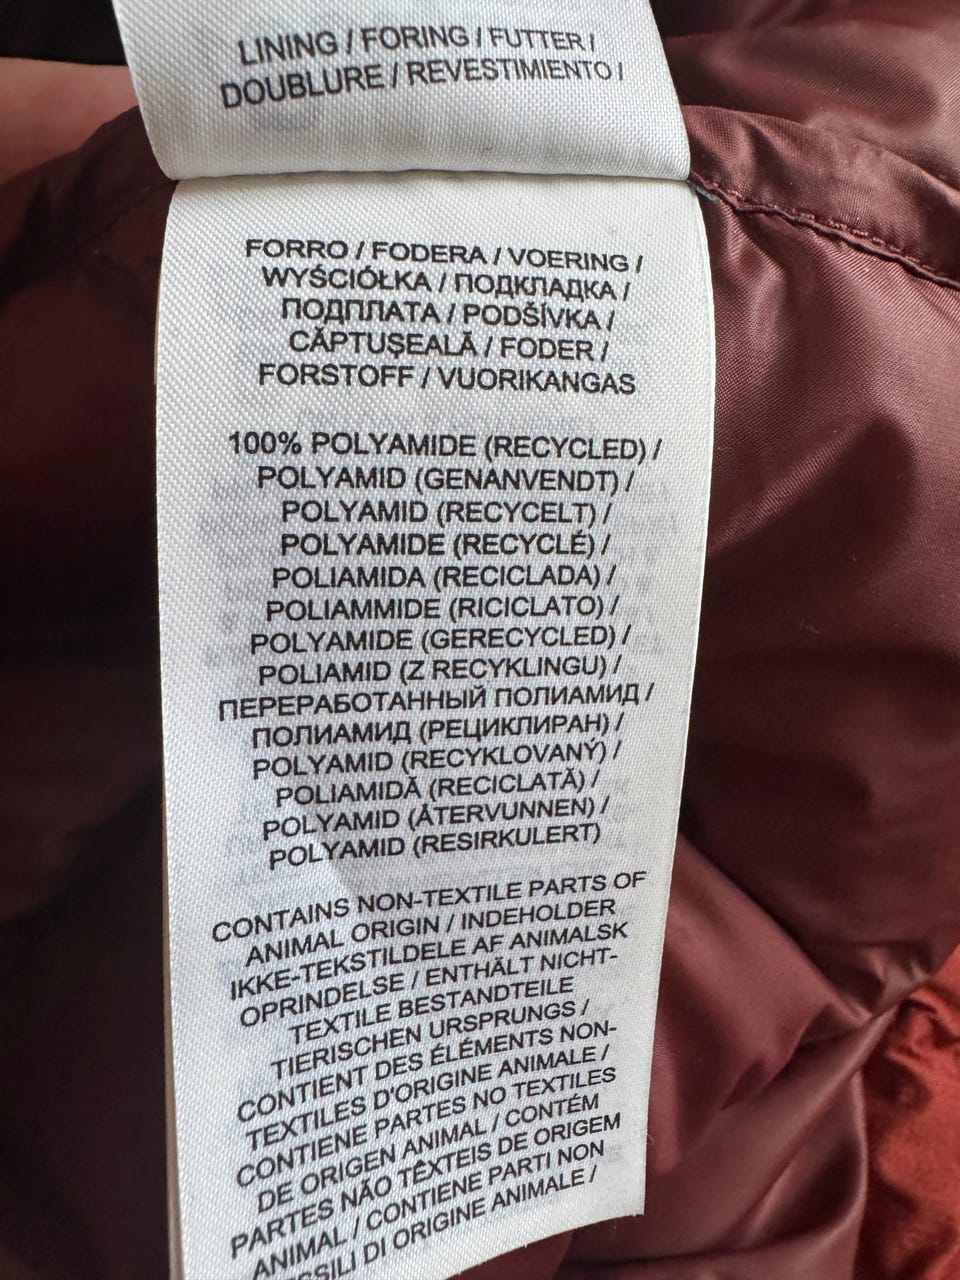 LINING / FORING / FUTTER /
DOUBLURE / REVESTIMIENTO /
FORRO / FODERA / VOERING /
WYŚCIÓŁKA / ПОДКЛАДКА /
ПОДПЛАТА / PODŠÍVKA /
CĂPTUŞEALĂ / FODER /
FORSTOFF / VUORIKANGAS
100% POLYAMIDE (RECYCLED) /
POLYAMID (GENANVENDT) /
POLYAMID (RECYCELT) /
POLYAMIDE (RECYCLÉ) /
POLIAMIDA (RECICLADA) /
POLIAMMIDE (RICICLATO) /
POLYAMIDE (GERECYCLED) /
POLIAMID (Z RECYKLINGU) /
ПЕРЕРАБОТАННЫЙ ПОЛИАМИД /
ПОЛИАМИД (РЕЦИКЛИРАН) /
POLYAMID (RECYKLOVANÝ) /
POLIAMIDĂ (RECICLATĂ) /
POLYAMID (ÅTERVUNNEN) /
POLYAMID (RESIRKULERT)
CONTAINS NON-TEXTILE PARTS OF
ANIMAL ORIGIN / INDEHOLDER
IKKE-TEKSTILDELE AF ANIMALSK
OPRINDELSE / ENTHÄLT NICHT-
TEXTILE BESTANDTEILE
TIERISCHEN URSPRUNGS /
CONTIENT DES ÉLÉMENTS NON-
TEXTILES D'ORIGINE ANIMALE /
CONTIENE PARTES NO TEXTILES
DE ORIGEN ANIMAL / CONTÉM
PARTES NÃO TÊXTEIS DE ORIGEM
ANIMAL / CONTIENE PARTI NON
DI ORIGINE ANIMALE /